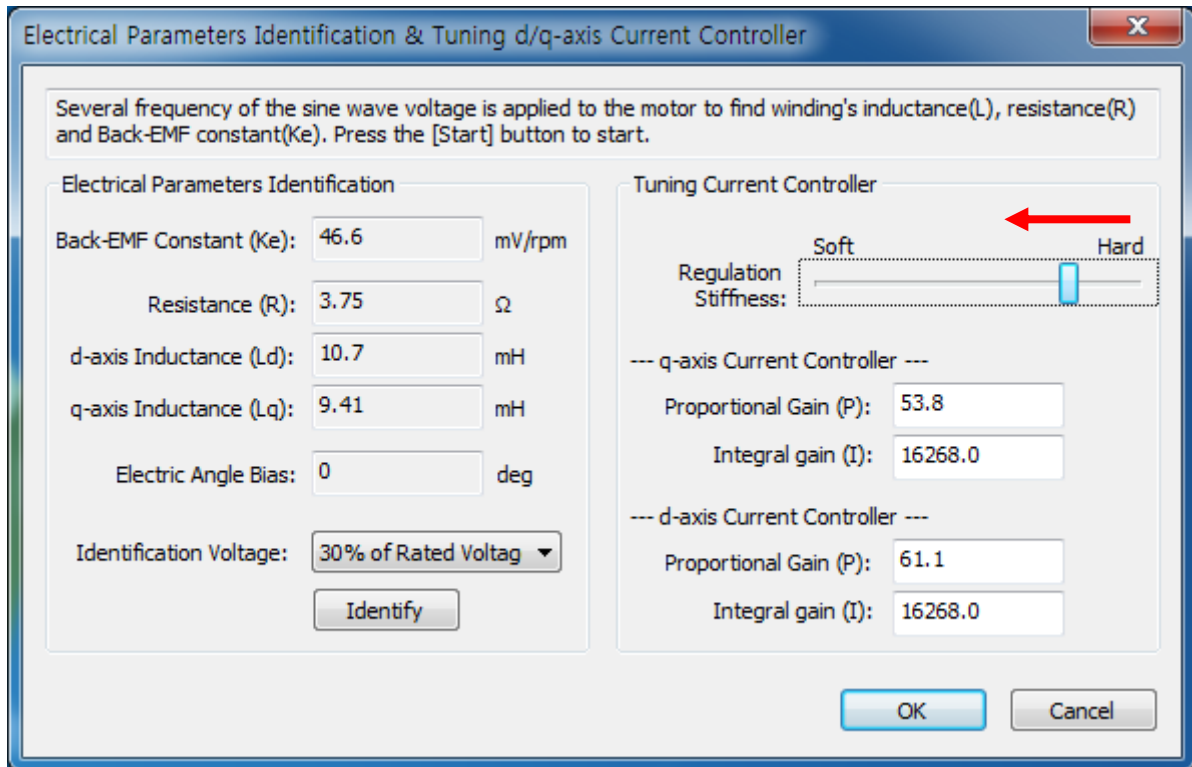 Electrical Parameters Identification & Tuning d/q-axis Current Controller
Several frequency of the sine wave voltage is applied to the motor to find winding's inductance(L), resistance(R)
and Back-EMF constant(Ke). Press the [Start] button to start.
Electrical Parameters Identification
Back-EMF Constant (Ke): 46.6 mV/rpm
Resistance (R): 3.75 Ω
d-axis Inductance (Ld): 10.7 mH
q-axis Inductance (Lq): 9.41 mH
Electric Angle Bias: 0 deg
Identification Voltage: 30% of Rated Voltag
Identify
Tuning Current Controller
Soft Hard
Regulation
Stiffness:
--- q-axis Current Controller ---
Proportional Gain (P): 53.8
Integral gain (I): 16268.0
--- d-axis Current Controller ---
Proportional Gain (P): 61.1
Integral gain (I): 16268.0
OK Cancel